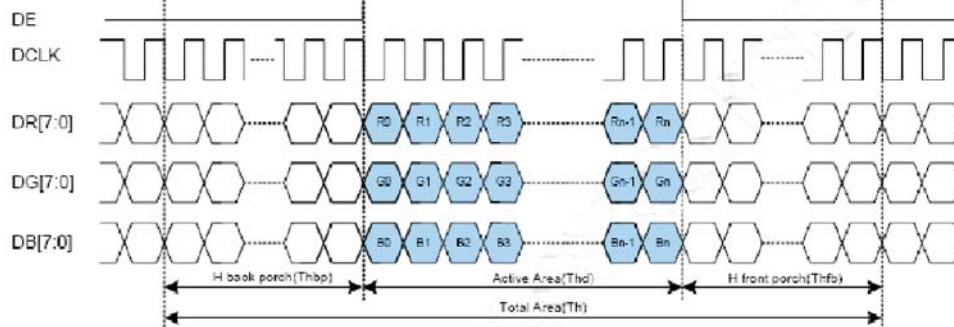 DE
DCLK
DR[7:0]
R0 R1 R2 R3 Rn-1 Rn
DG[7:0]
G0 G1 G2 G3 Gn-1 Gn
DB[7:0]
B0 B1 B2 B3 Bn-1 Bn
H back porch(Thbp) Active Area(Thd) H front porch(Thfb)
Total Area(Th)